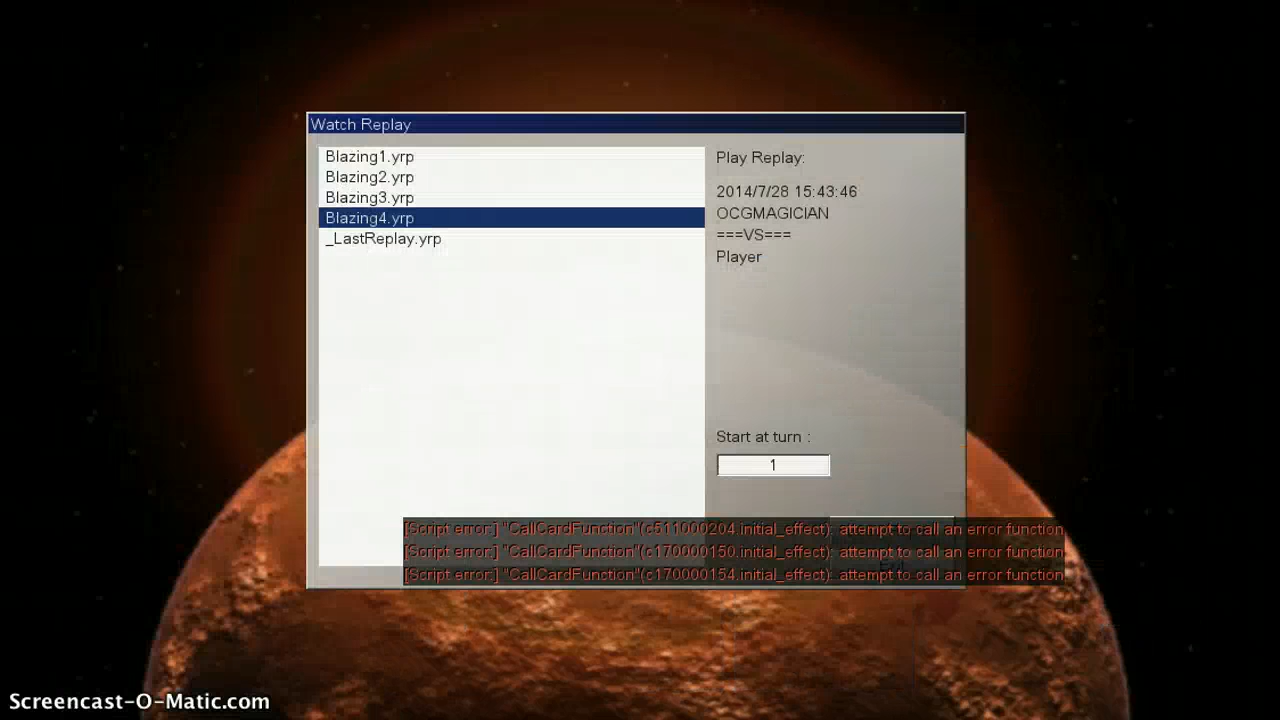 Watch Replay
Blazing1.yrp
Blazing2.yrp
Blazing3.yrp
Blazing4.yrp
_LastReplay.yrp
Play Replay:
2014/7/28 15:43:46
OCGMAGICIAN
===VS===
Player
Start at turn :
1
[Script error:] "CallCardFunction"(c511000204.initial_effect): attempt to call an error function
[Script error:] "CallCardFunction"(c170000150.initial_effect): attempt to call an error function
[Script error:] "CallCardFunction"(c170000154.initial_effect): attempt to call an error function
Screencast-O-Matic.com